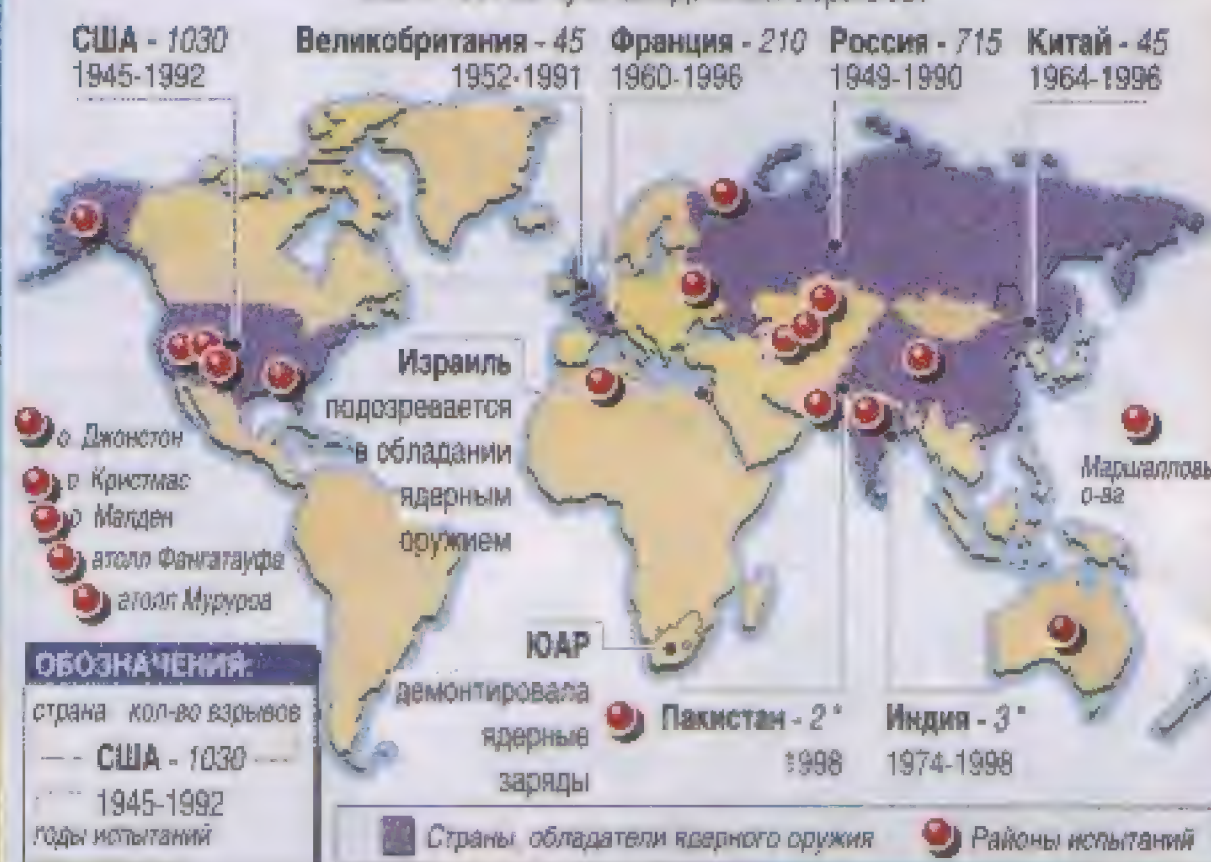 США - 1030
1945-1992
Великобритания - 45
1952-1991
Франция - 210
1960-1996
Россия - 715
1949-1990
Китай - 45
1964-1996
Израиль
подозревается
в обладании
ядерным
оружием
о Джонстон
о Кристмас
о Малден
атолл Фангатауфа
атолл Муруроа
Маршалловы
о-ва
ЮАР
демонтировала
ядерные
заряды
Пакистан - 2*
1998
Индия - 3*
1974-1998
ОБОЗНАЧЕНИЯ:
страна кол-во взрывов
США - 1030
1945-1992
годы испытаний
Страны обладатели ядерного оружия
Районы испытаний